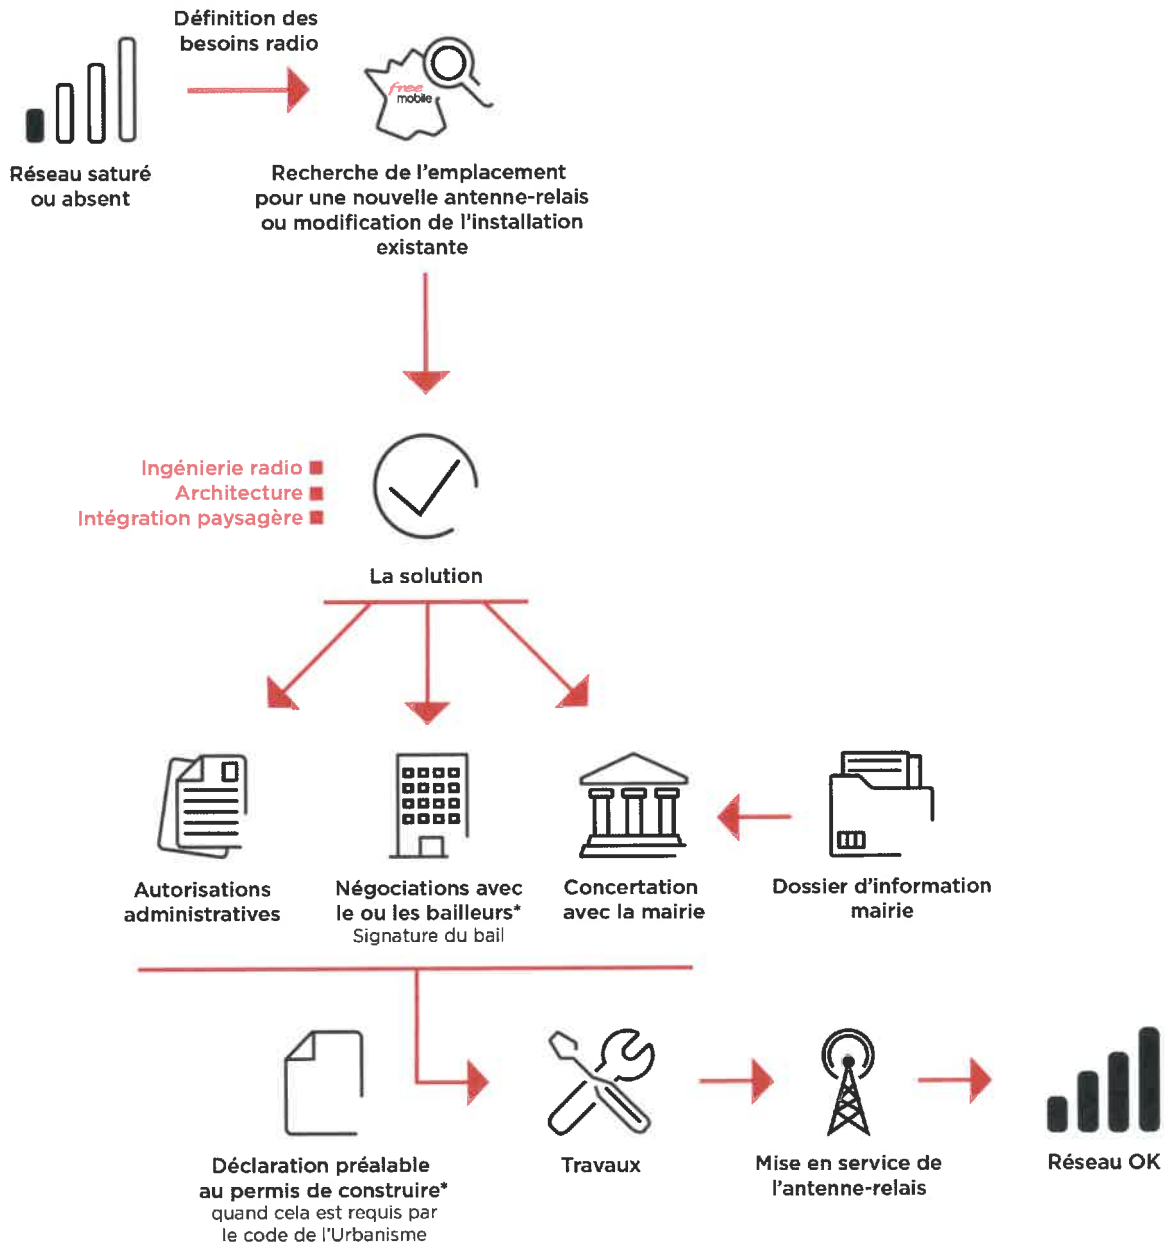 Définition des
besoins radio
free
mobile
Réseau saturé
ou absent
Recherche de l'emplacement
pour une nouvelle antenne-relais
ou modification de l'installation
existante
Ingénierie radio
Architecture
Intégration paysagère
La solution
Autorisations
administratives
Négociations avec
le ou les bailleurs*
Signature du bail
Concertation
avec la mairie
Dossier d'information
mairie
Déclaration préalable
au permis de construire*
quand cela est requis par
le code de l'Urbanisme
Travaux
Mise en service de
l'antenne-relais
Réseau OK